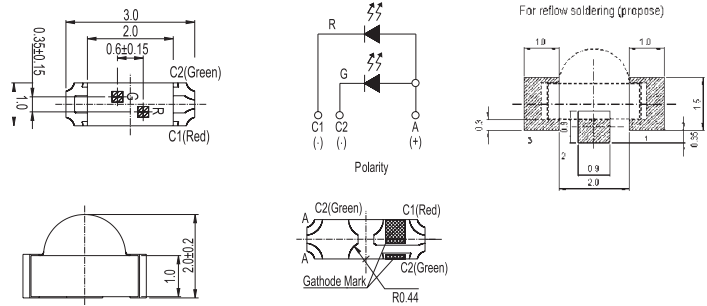 3.0
2.0
0.6±0.15
0.35±0.15
1.0
C2(Green)
G
R
C1(Red)
R
G
C1
C2
A
(-)
(-)
(+)
Polarity
For reflow soldering (propose)
1.0
1.0
1.5
0.3
0.9
0.35
3
2
1
0.9
2.0
1.0
2.0±0.2
A
C2(Green)
C1(Red)
A
C2(Green)
Gathode Mark
R0.44